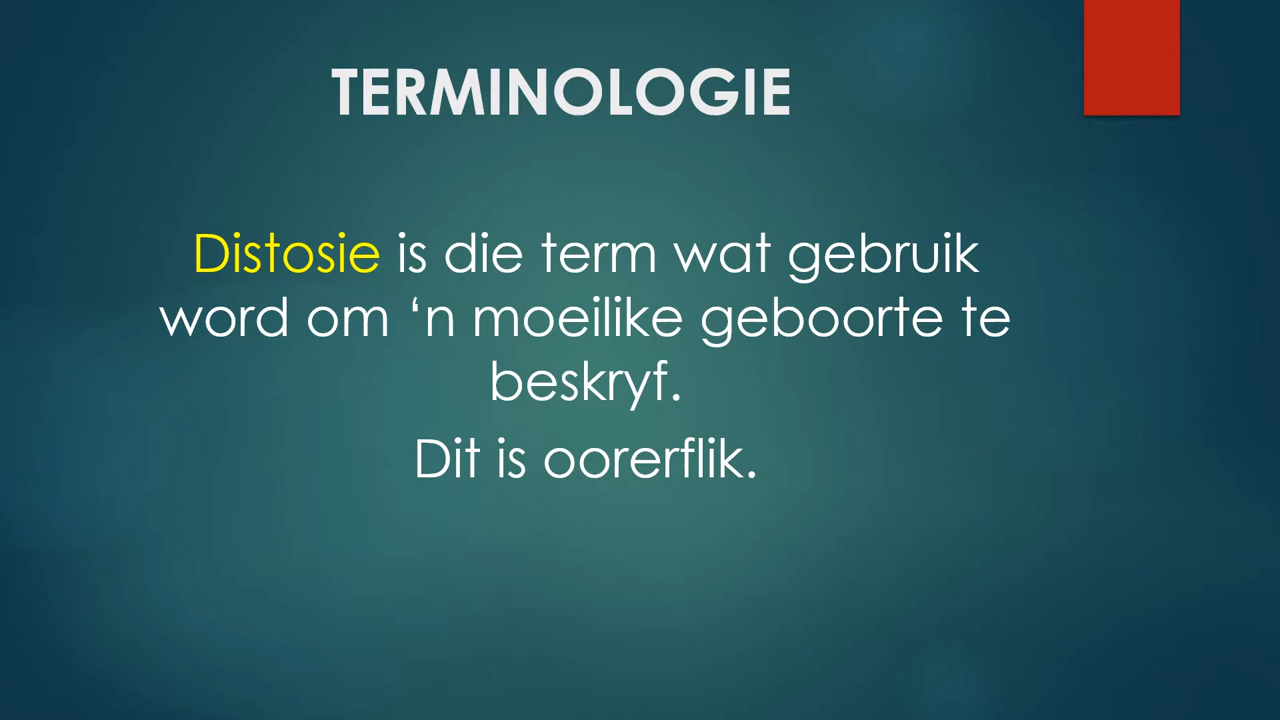 TERMINOLOGIE
Distosie is die term wat gebruik
word om ‘n moeilike geboorte te
beskryf.
Dit is oorerflik.